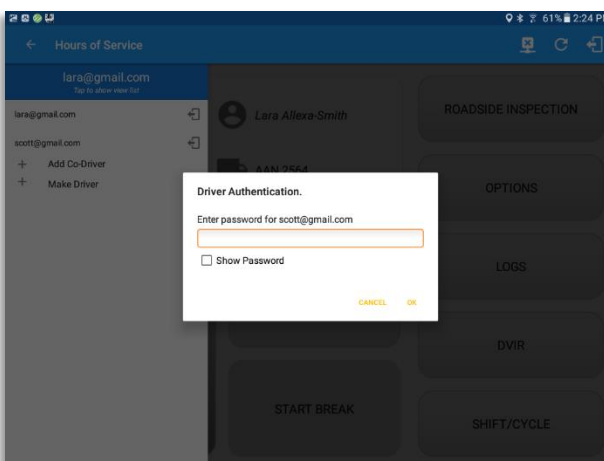 61% 2:24 PM
Hours of Service
lara@gmail.com
Tap to show view list
lara@gmail.com
scott@gmail.com
+ Add Co-Driver
+ Make Driver
Lara Allexa-Smith
AAN 2564
ROADSIDE INSPECTION
OPTIONS
LOGS
DVIR
SHIFT/CYCLE
START BREAK
Driver Authentication.
Enter password for scott@gmail.com
Show Password
CANCEL OK